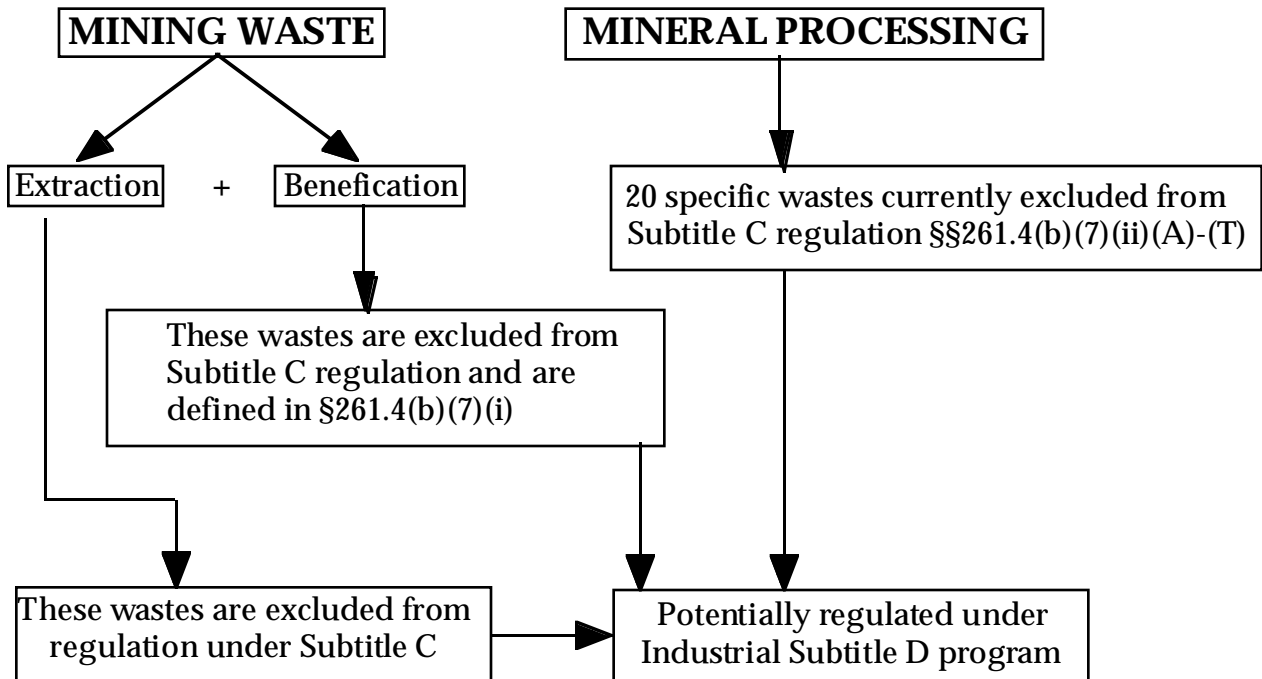 MINING WASTE
MINERAL PROCESSING
Extraction + Benefication
20 specific wastes currently excluded from
Subtitle C regulation §§261.4(b)(7)(ii)(A)-(T)
These wastes are excluded from
Subtitle C regulation and are
defined in §261.4(b)(7)(i)
These wastes are excluded from
regulation under Subtitle C
Potentially regulated under
Industrial Subtitle D program